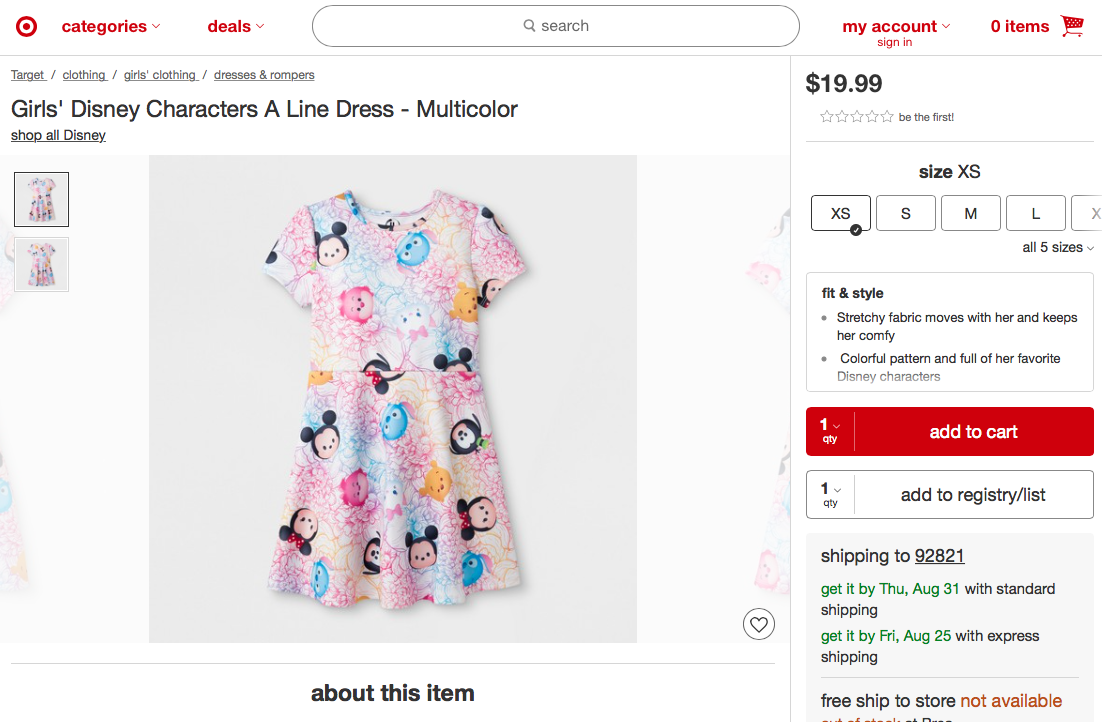 categories
deals
search
my account
sign in
0 items
Target / clothing / girls' clothing / dresses & rompers
Girls' Disney Characters A Line Dress - Multicolor
shop all Disney
$19.99
be the first!
size XS
XS
S
M
L
X
all 5 sizes
fit & style
Stretchy fabric moves with her and keeps
her comfy
Colorful pattern and full of her favorite
Disney characters
1
qty
add to cart
1
qty
add to registry/list
shipping to 92821
get it by Thu, Aug 31 with standard
shipping
get it by Fri, Aug 25 with express
shipping
free ship to store not available
out of stock at Brea
about this item